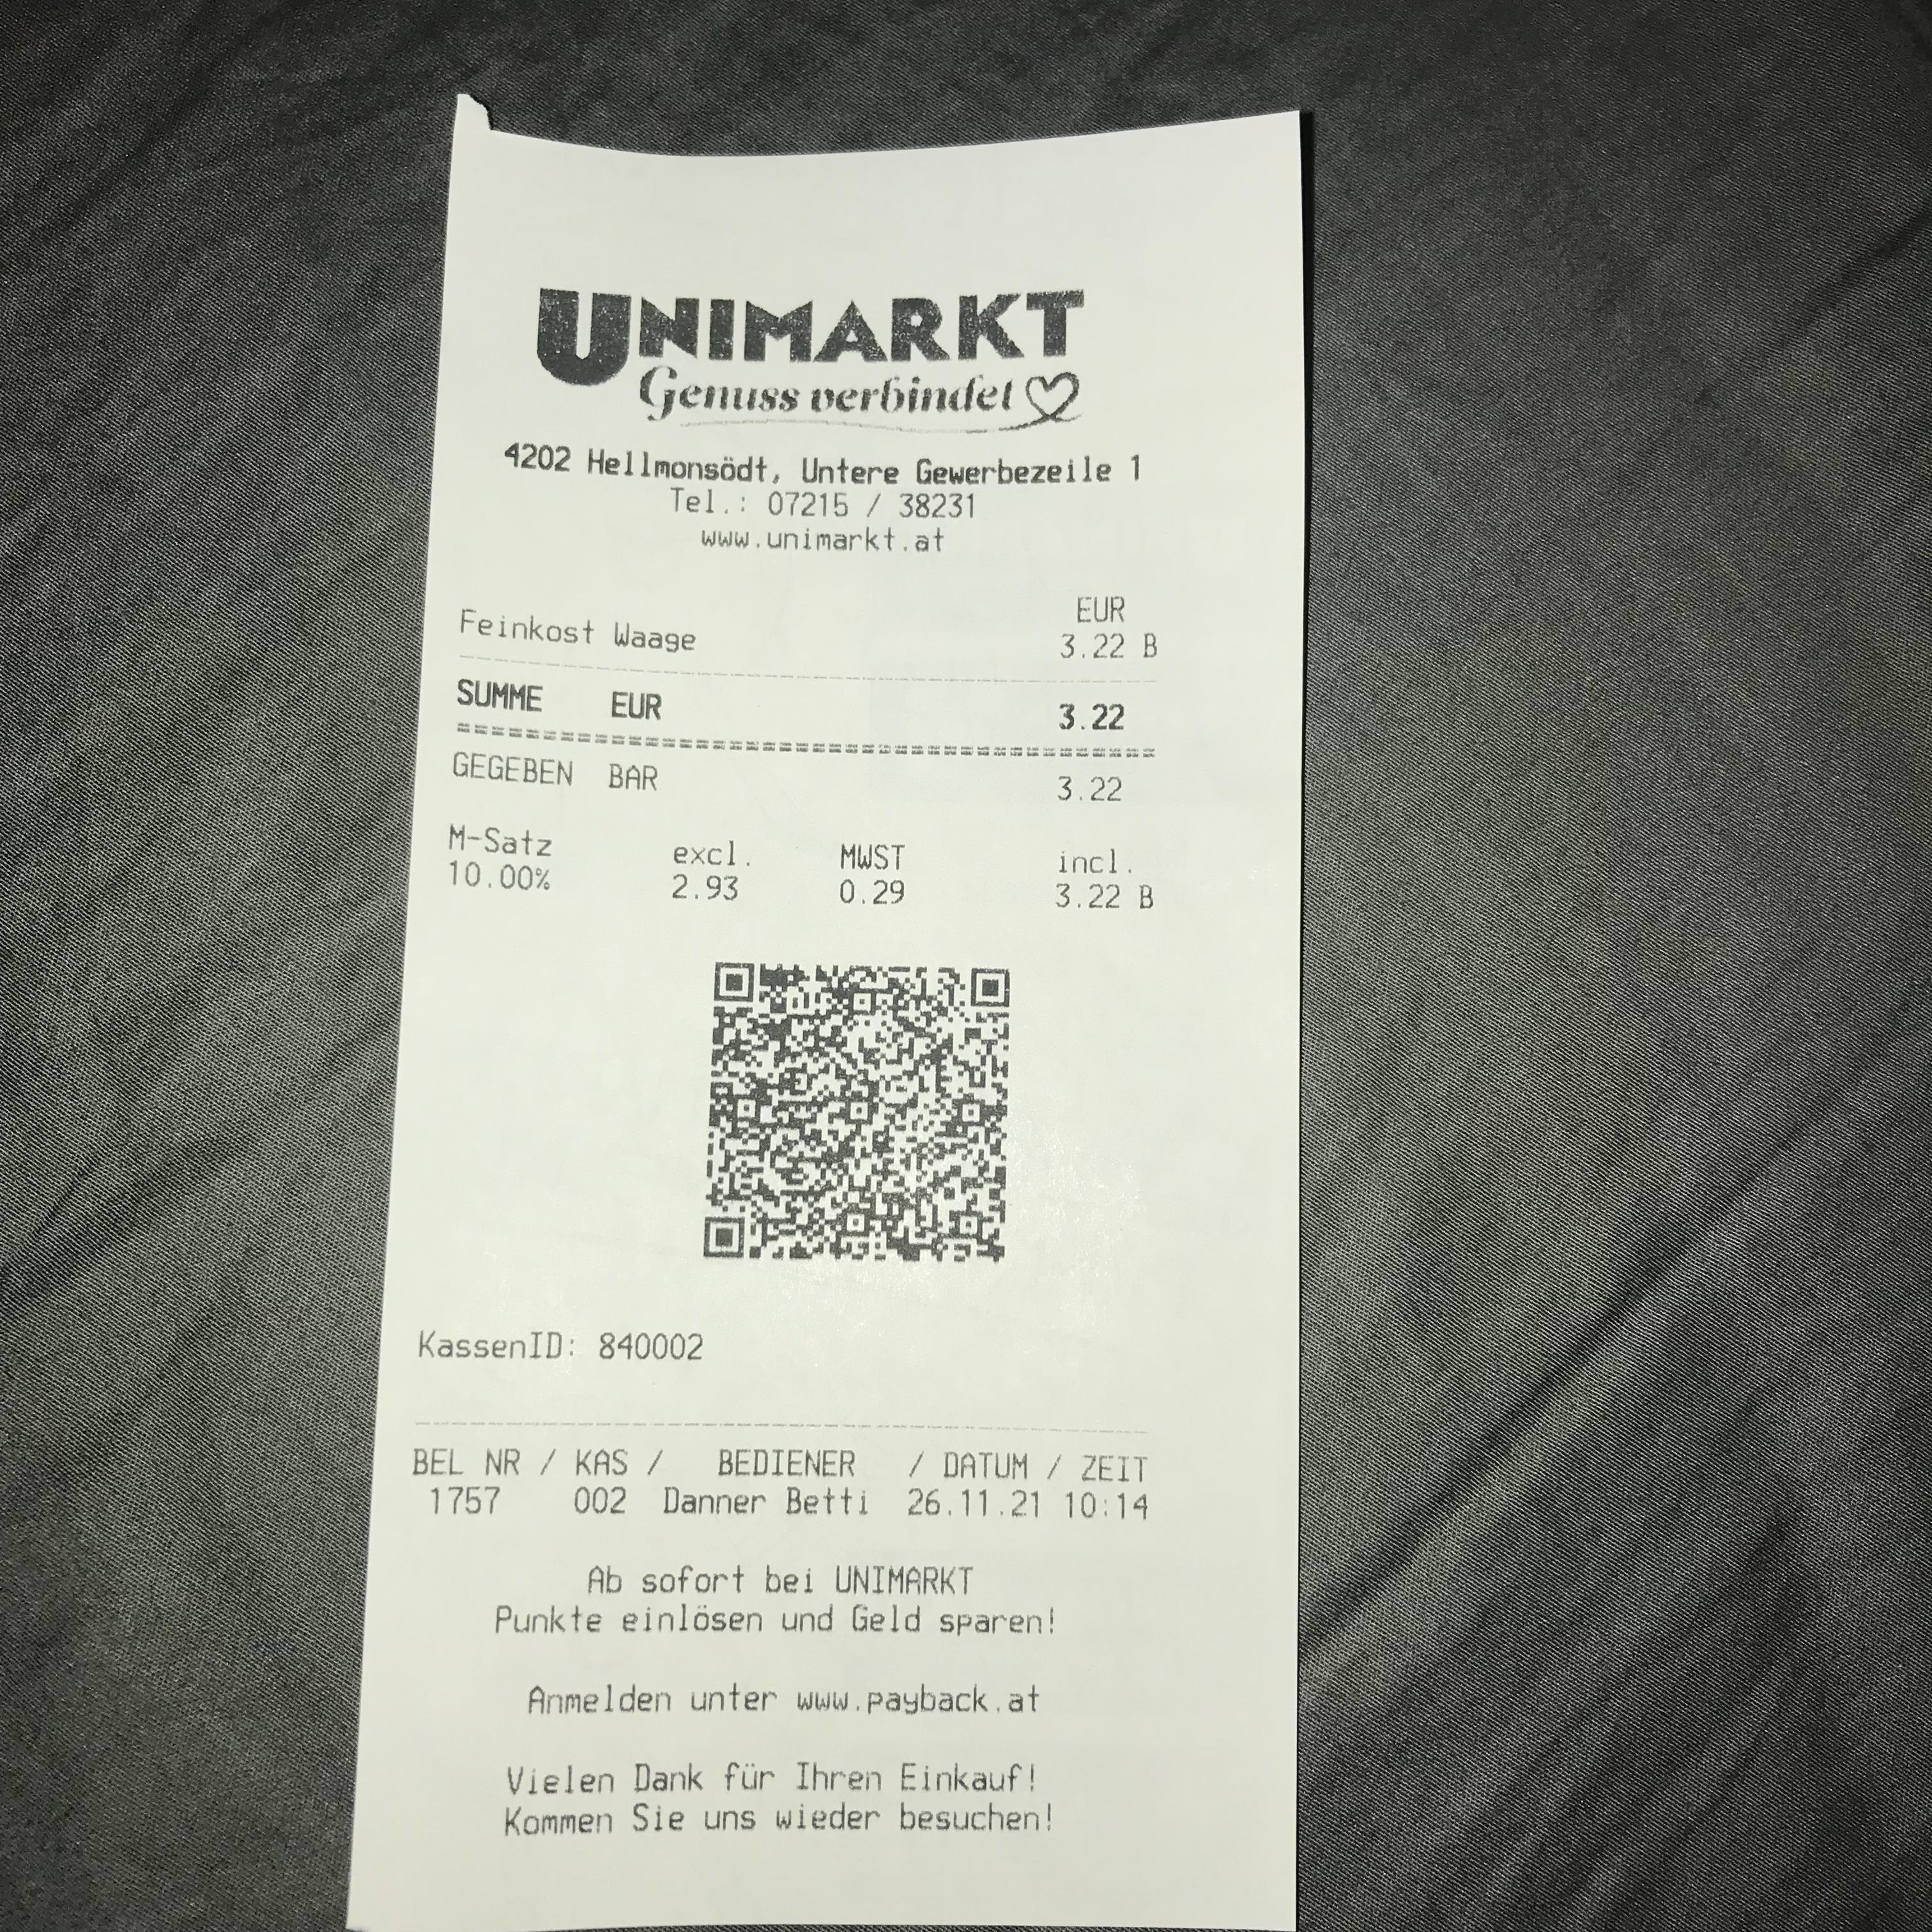 UNIMARKT
Genuss verbindet
4202 Hellmonsödt, Untere Gewerbezeile 1
Tel.: 07215 / 38231
www.unimarkt.at
EUR
Feinkost Waage 3.22 B
SUMME EUR 3.22
GEGEBEN BAR 3.22
M-Satz excl. MWST incl.
10.00% 2.93 0.29 3.22 B
KassenID: 840002
BEL NR / KAS / BEDIENER / DATUM / ZEIT
1757 002 Danner Betti 26.11.21 10:14
Ab sofort bei UNIMARKT
Punkte einlösen und Geld sparen!
Anmelden unter www.payback.at
Vielen Dank für Ihren Einkauf!
Kommen Sie uns wieder besuchen!